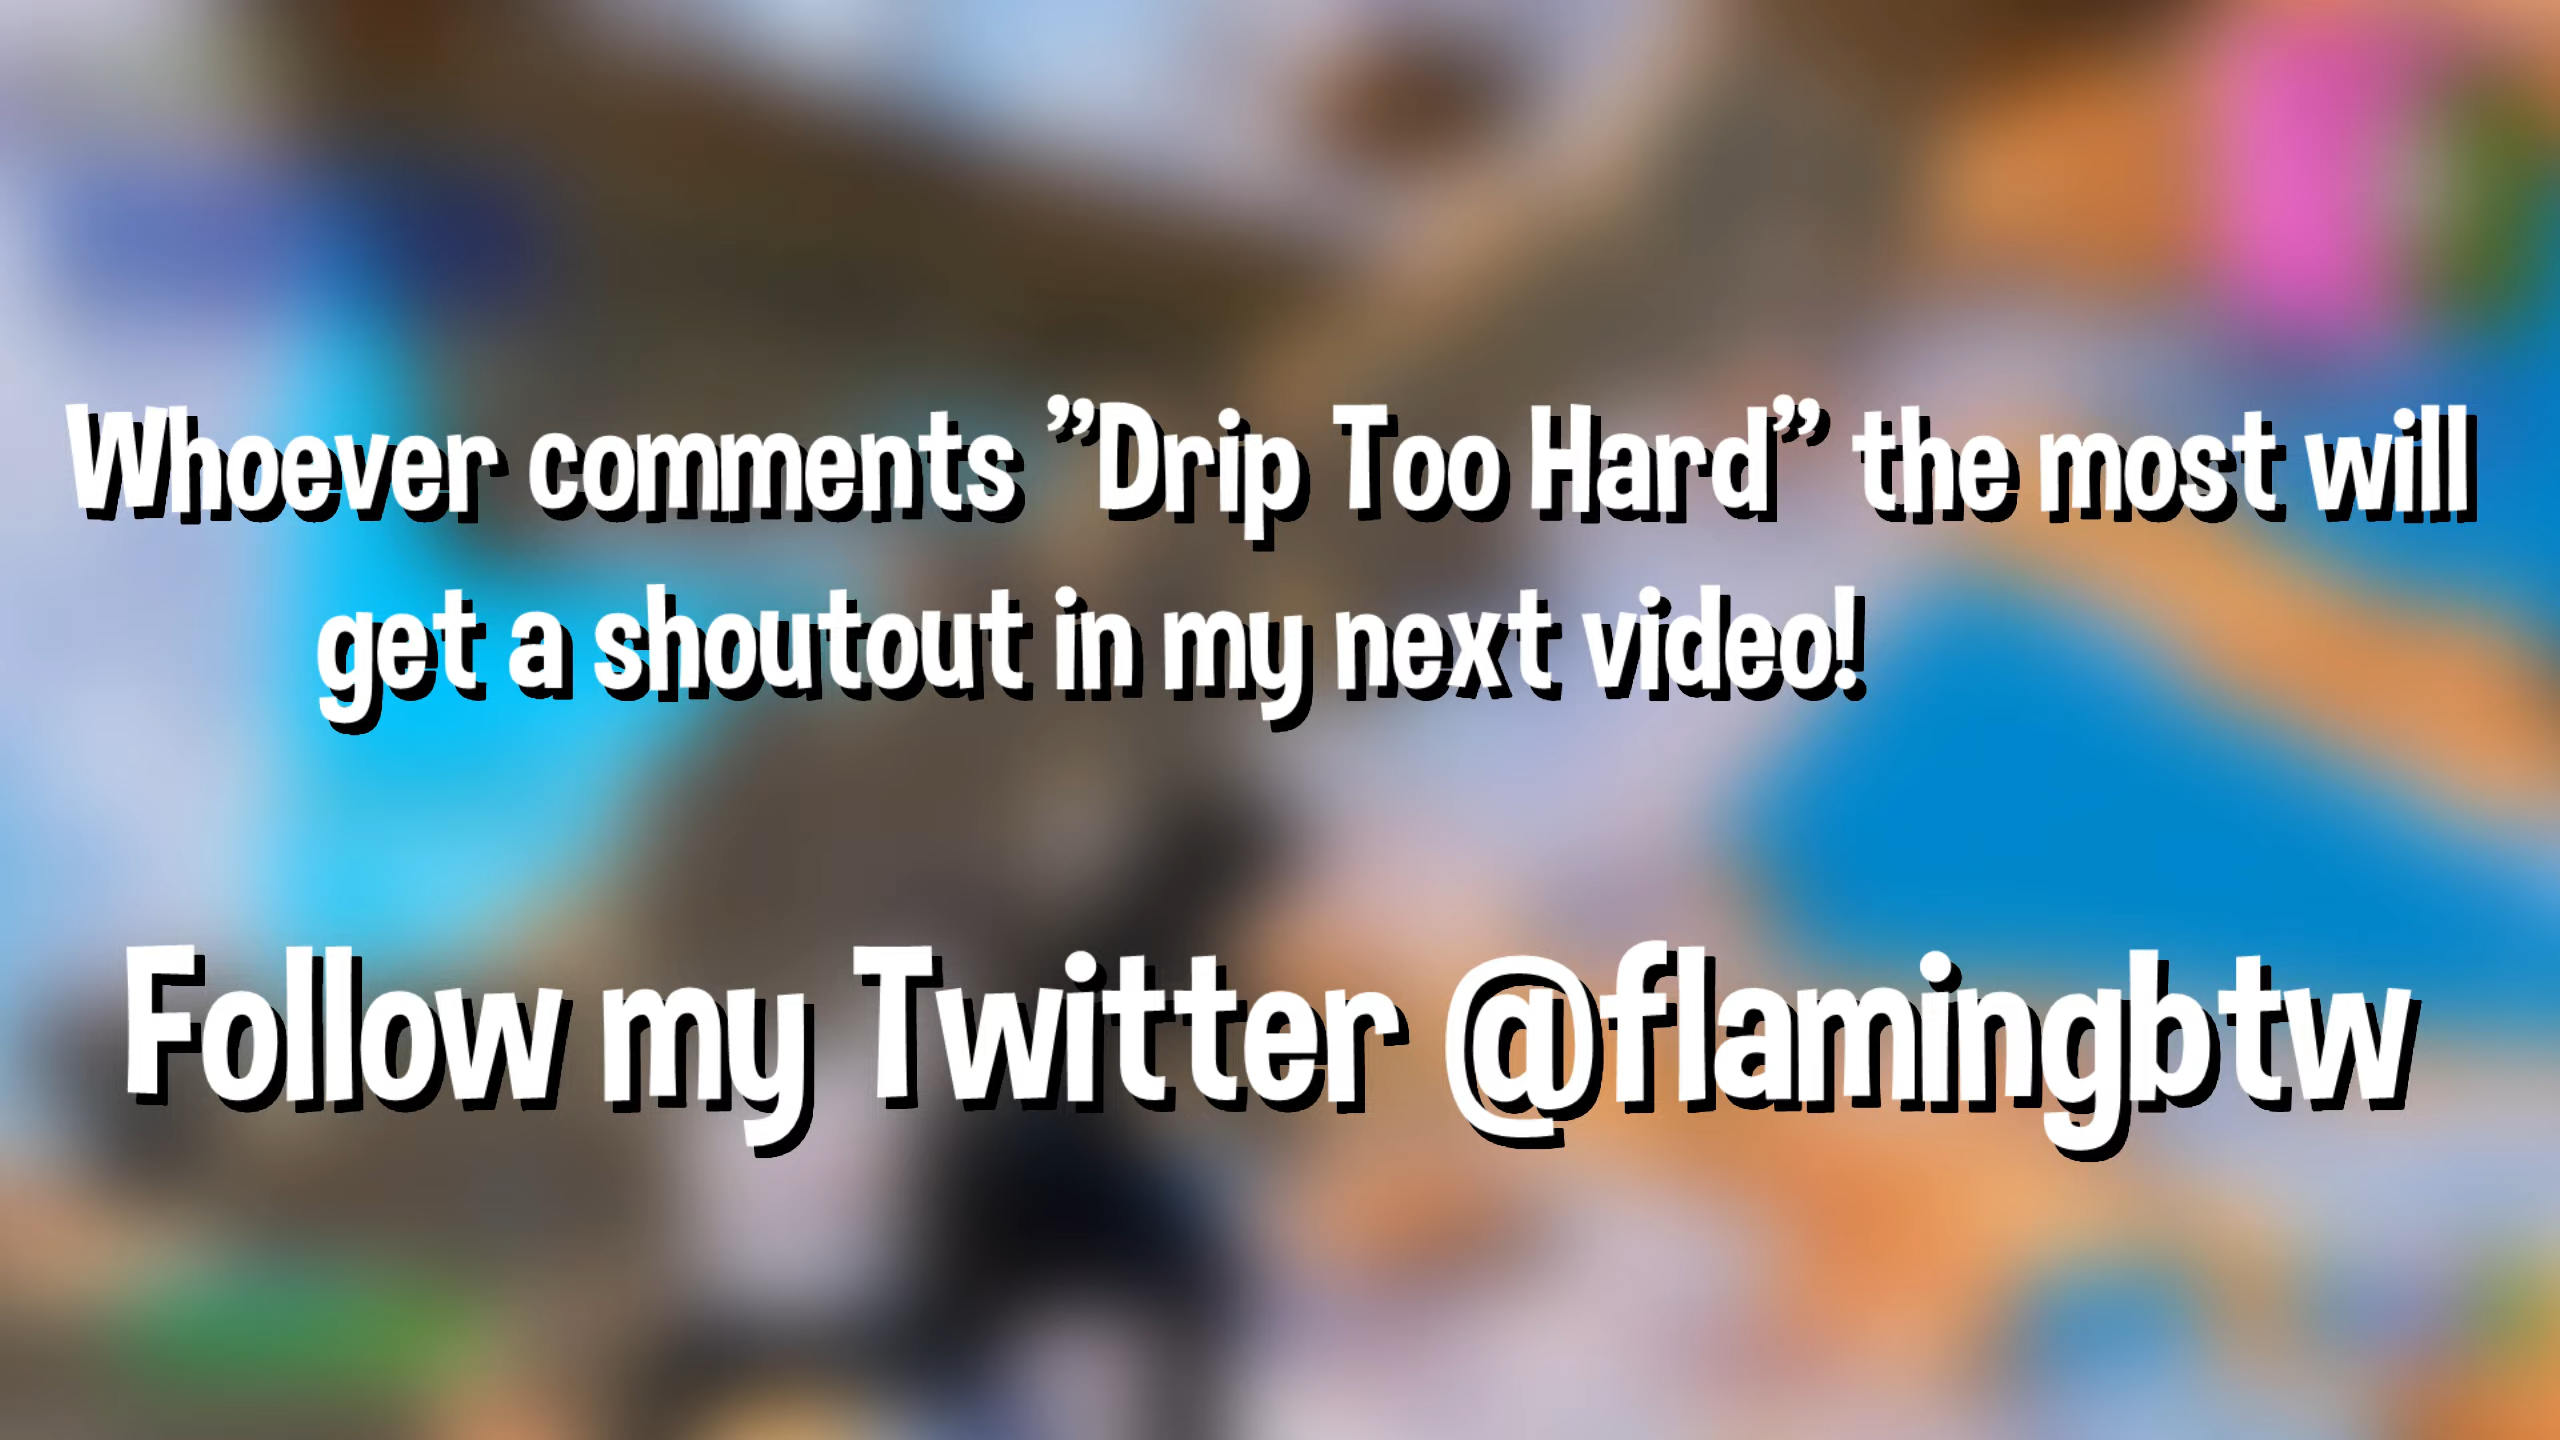 Whoever comments ”Drip Too Hard” the most will
get a shoutout in my next video!
Follow my Twitter @flamingbtw